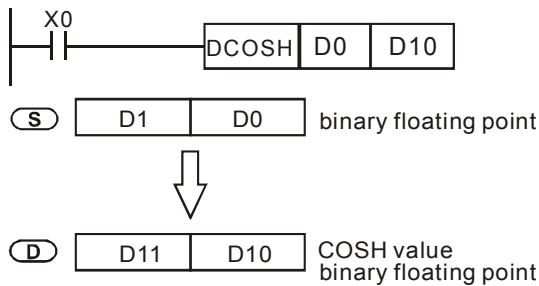 X0
DCOSH D0 D10
S D1 D0 binary floating point
D D11 D10 COSH value
binary floating point